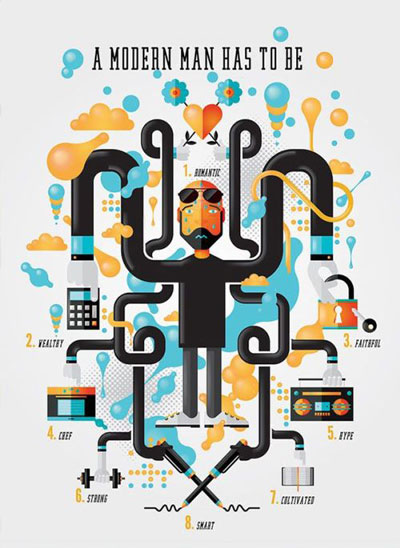 A MODERN MAN HAS TO BE
1. ROMANTIC
2. WEALTHY
3. FAITFUL
4. CHEF
5. HYPE
6. STRONG
7. CULTIVATED
8. SMART